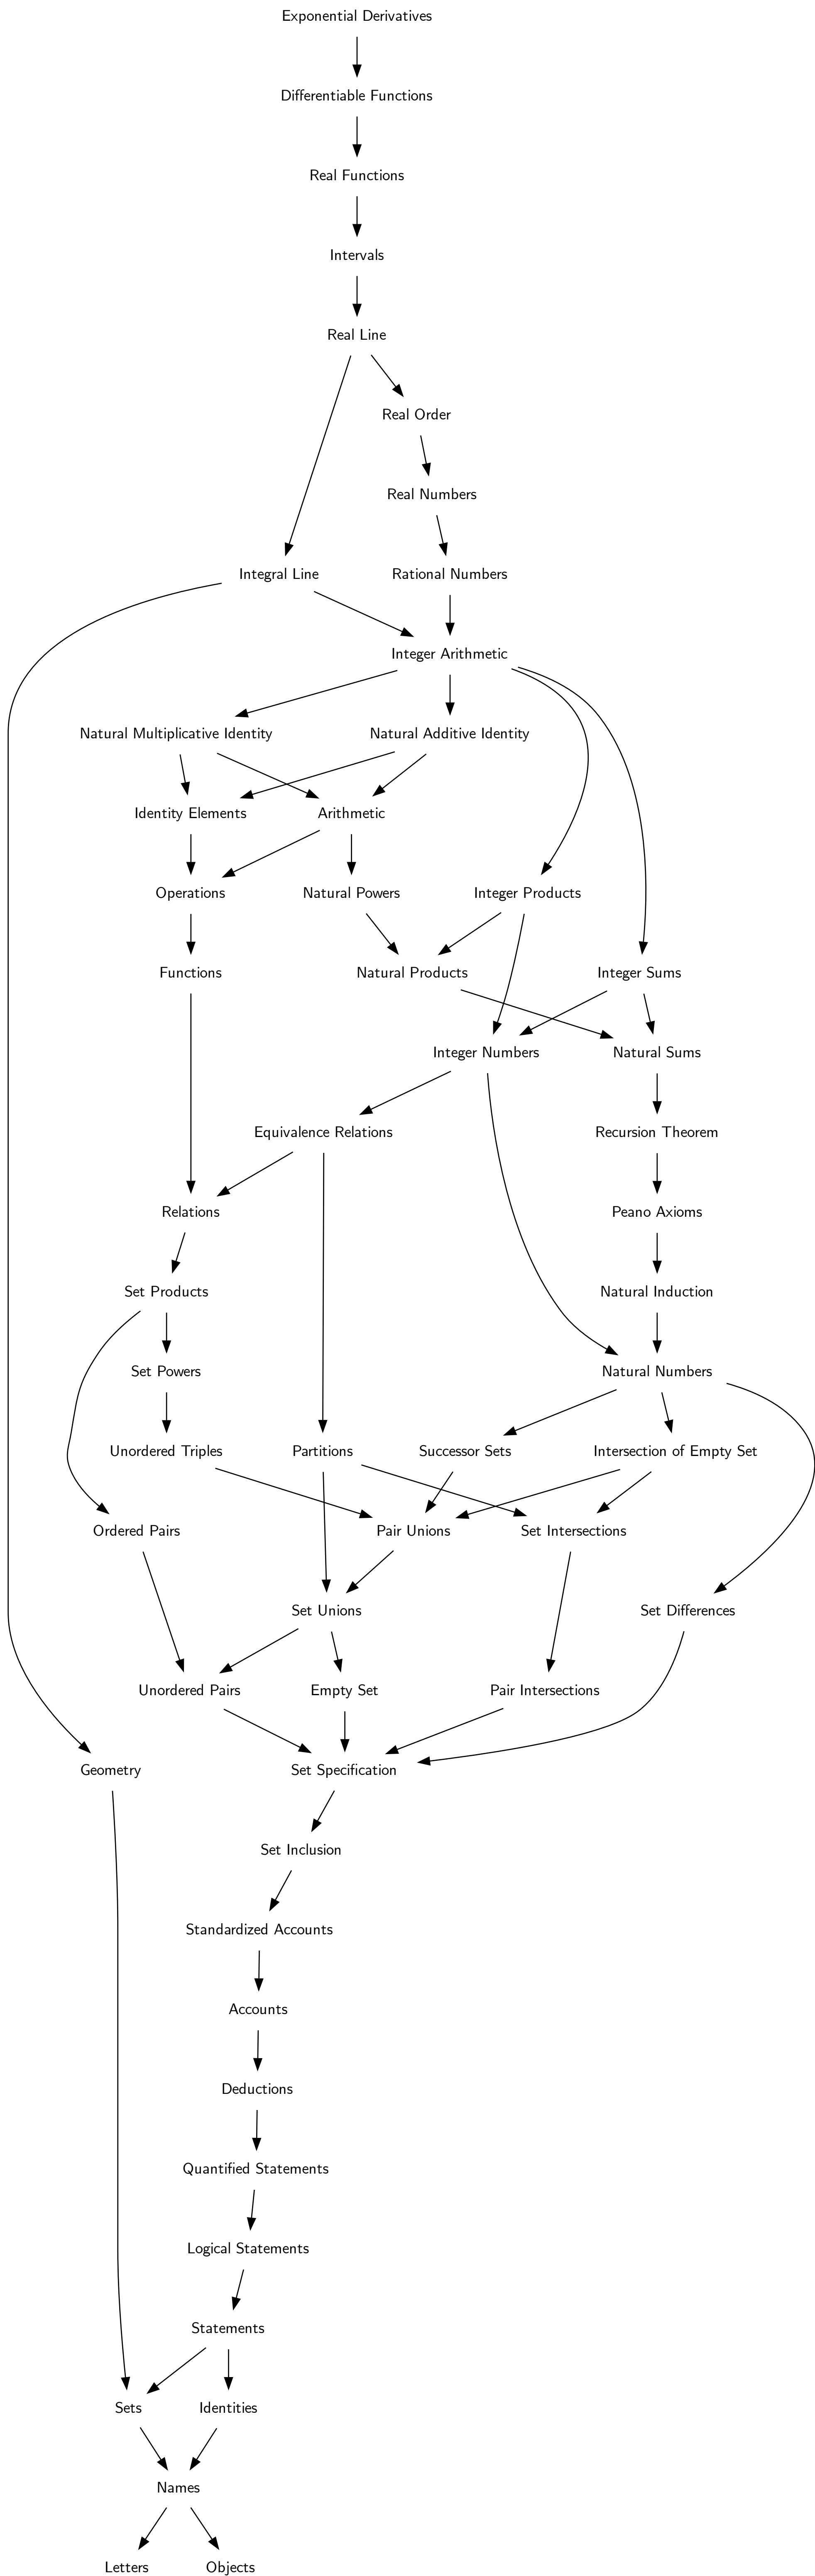 Exponential Derivatives
Differentiable Functions
Real Functions
Intervals
Real Line
Real Order
Real Numbers
Integral Line
Rational Numbers
Integer Arithmetic
Natural Multiplicative Identity
Natural Additive Identity
Identity Elements
Arithmetic
Operations
Natural Powers
Integer Products
Functions
Natural Products
Integer Sums
Integer Numbers
Natural Sums
Equivalence Relations
Recursion Theorem
Relations
Peano Axioms
Set Products
Natural Induction
Set Powers
Natural Numbers
Unordered Triples
Partitions
Successor Sets
Intersection of Empty Set
Ordered Pairs
Pair Unions
Set Intersections
Set Unions
Set Differences
Unordered Pairs
Empty Set
Pair Intersections
Geometry
Set Specification
Set Inclusion
Standardized Accounts
Accounts
Deductions
Quantified Statements
Logical Statements
Statements
Sets
Identities
Names
Letters
Objects